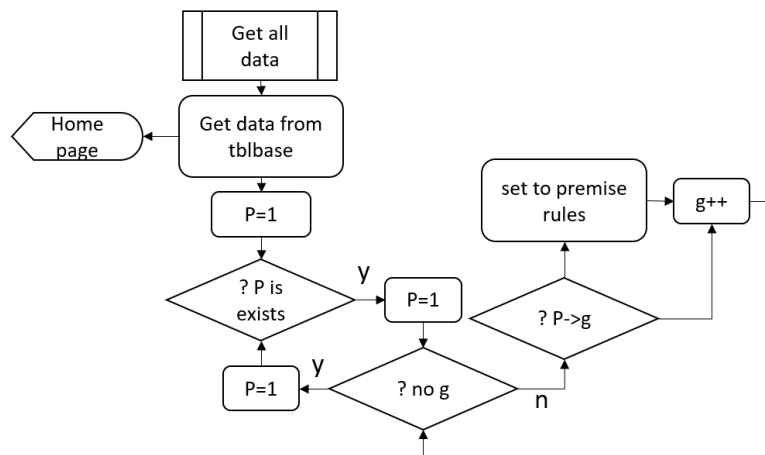 Get all
data
Home
page
Get data from
tblbase
P=1
? P is
exists
y
P=1
P=1
y
? no g
n
? P->g
set to premise
rules
g++